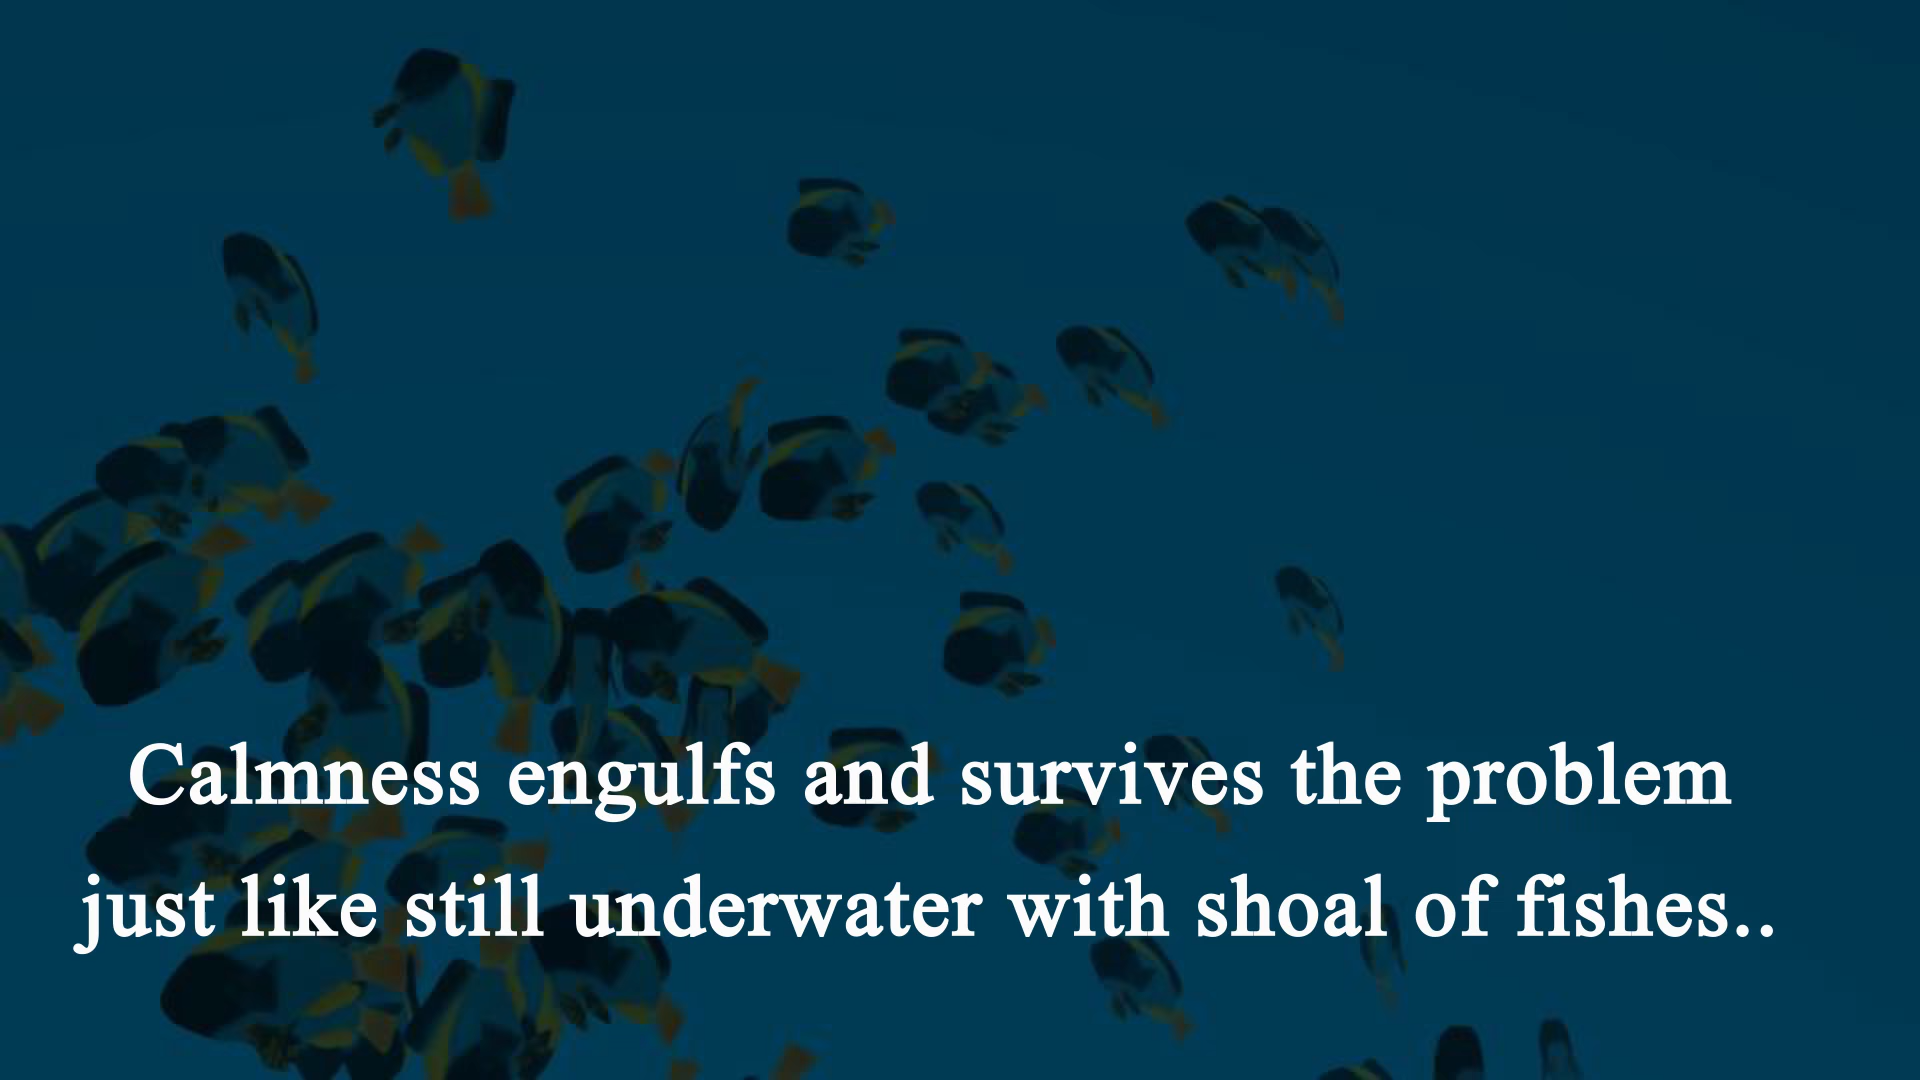 Calmness engulfs and survives the problem
just like still underwater with shoal of fishes..